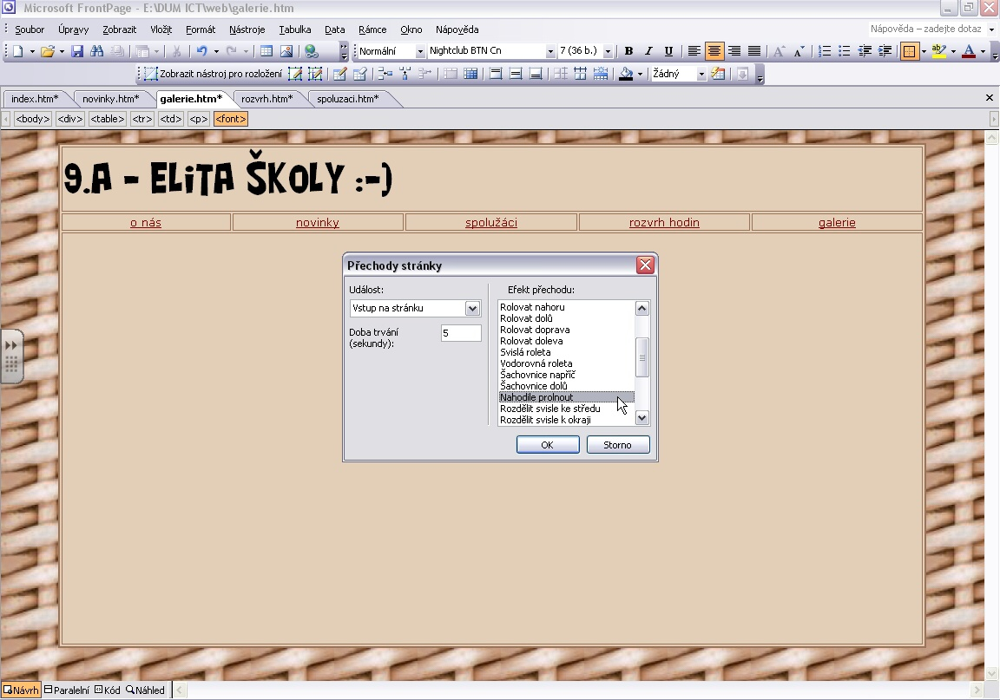 Microsoft FrontPage - E:\DUM ICT\web\galerie.htm
Soubor Úpravy Zobrazit Vložit Formát Nástroje Tabulka Data Rámce Okno Nápověda Nápověda – zadejte dotaz
Normální Nightclub BTN Cn 7 (36 b.) B I U
Zobrazit nástroj pro rozložení Žádný
index.htm* novinky.htm* galerie.htm* rozvrh.htm* spoluzaci.htm*
<body> <div> <table> <tr> <td> <p> <font>
9.A - ELiTA ŠKOLY :-)
o nás novinky spolužáci rozvrh hodin galerie
Přechody stránky
Událost: Efekt přechodu:
Vstup na stránku
Doba trvání (sekundy): 5
Rolovat nahoru
Rolovat dolů
Rolovat doprava
Rolovat doleva
Svislá roleta
Vodorovná roleta
Šachovnice napříč
Šachovnice dolů
Nahodile prolnout
Rozdělit svisle ke středu
Rozdělit svisle k okraji
OK Storno
Návrh Paralelní Kód Náhled